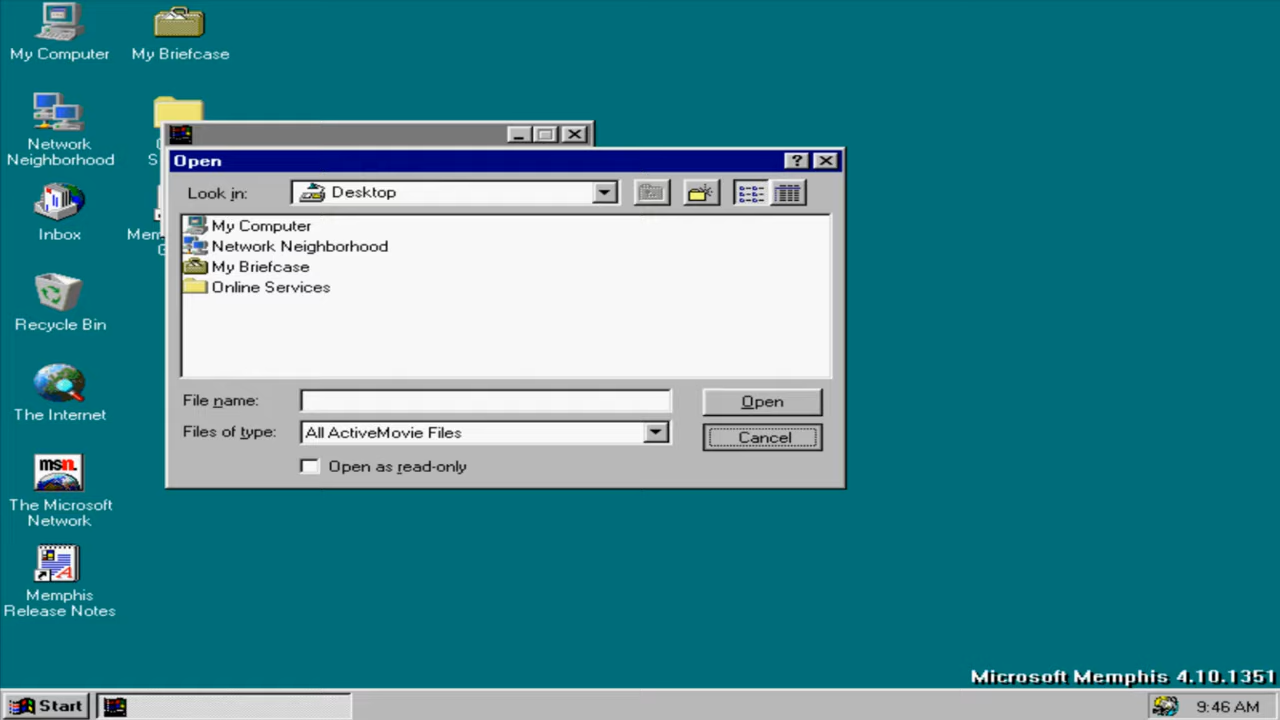 My Computer
My Briefcase
Network
Neighborhood
Inbox
Recycle Bin
The Internet
msn.
The Microsoft
Network
Memphis
Release Notes
Open
Look in:
Desktop
My Computer
Network Neighborhood
My Briefcase
Online Services
File name:
Open
Files of type:
All ActiveMovie Files
Cancel
Open as read-only
Microsoft Memphis 4.10.1351
Start
9:46 AM